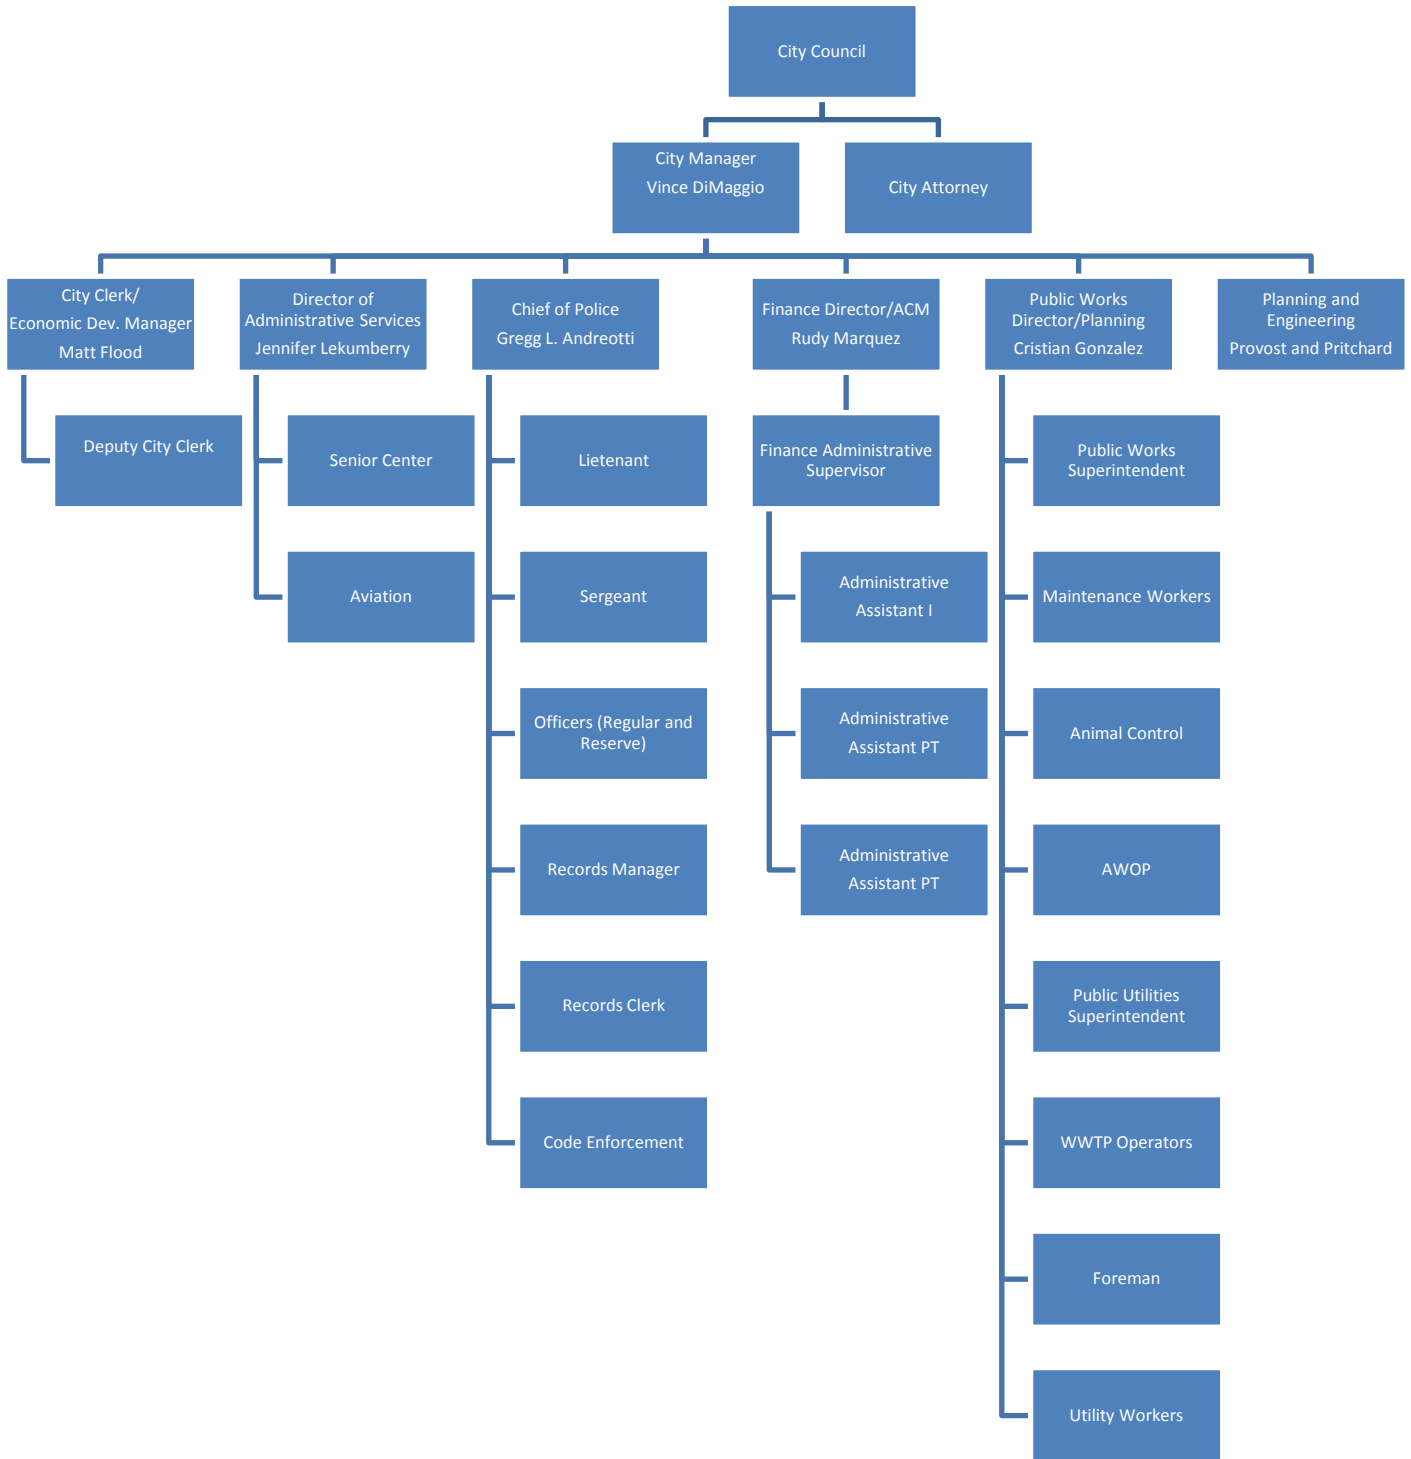 City Council
City Manager
Vince DiMaggio
City Attorney
City Clerk/
Economic Dev. Manager
Matt Flood
Director of
Administrative Services
Jennifer Lekumberry
Chief of Police
Gregg L. Andreotti
Finance Director/ACM
Rudy Marquez
Public Works
Director/Planning
Cristian Gonzalez
Planning and
Engineering
Provost and Pritchard
Deputy City Clerk
Senior Center
Lietenant
Finance Administrative
Supervisor
Public Works
Superintendent
Aviation
Sergeant
Administrative
Assistant I
Maintenance Workers
Officers (Regular and
Reserve)
Administrative
Assistant PT
Animal Control
Records Manager
Administrative
Assistant PT
AWOP
Records Clerk
Public Utilities
Superintendent
Code Enforcement
WWTP Operators
Foreman
Utility Workers